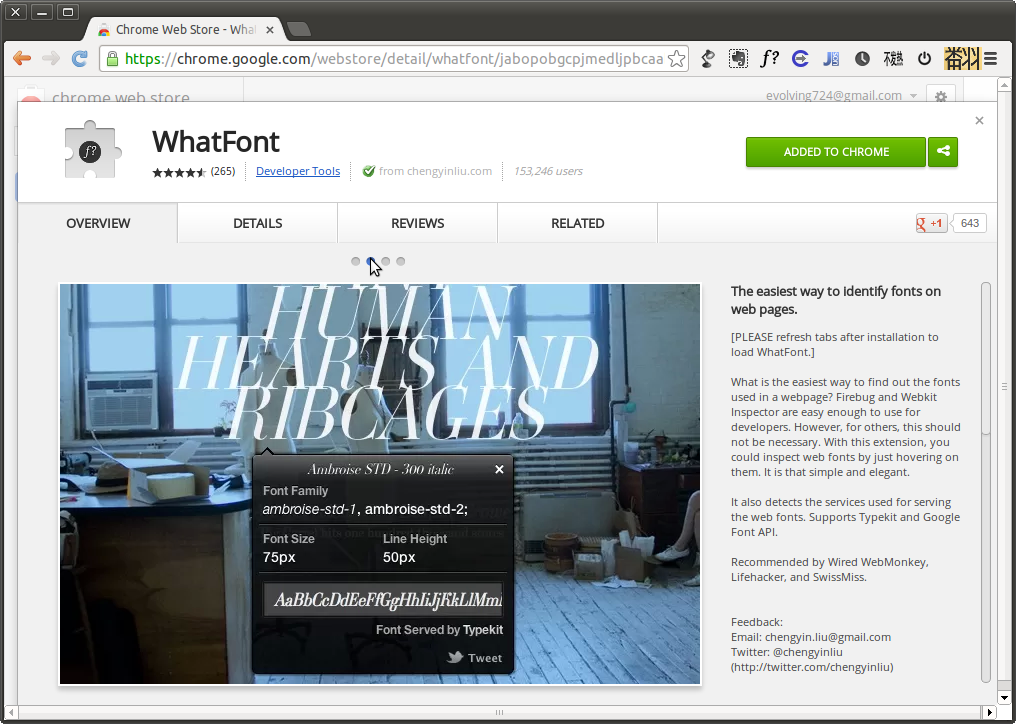 Chrome Web Store - Wha
https://chrome.google.com/webstore/detail/whatfont/jabopobgcpjmedljpbcaa
f?
chrome web store
evolving724@gmail.com
f?
WhatFont
(265)
Developer Tools
from chengyinliu.com
153,246 users
ADDED TO CHROME
OVERVIEW
DETAILS
REVIEWS
RELATED
+1
643
HUMAN
HEARTS AND
RIBCAGES
Ambroise STD - 300 italic
Font Family
ambroise-std-1, ambroise-std-2;
Font Size
Line Height
75px
50px
AaBbCcDdEeFfGgHhIiJjKkLlMm
Font Served by Typekit
Tweet
The easiest way to identify fonts on
web pages.
[PLEASE refresh tabs after installation to
load WhatFont.]
What is the easiest way to find out the fonts
used in a webpage? Firebug and Webkit
Inspector are easy enough to use for
developers. However, for others, this should
not be necessary. With this extension, you
could inspect web fonts by just hovering on
them. It is that simple and elegant.
It also detects the services used for serving
the web fonts. Supports Typekit and Google
Font API.
Recommended by Wired WebMonkey,
Lifehacker, and SwissMiss.
Feedback:
Email: chengyin.liu@gmail.com
Twitter: @chengyinliu
(http://twitter.com/chengyinliu)